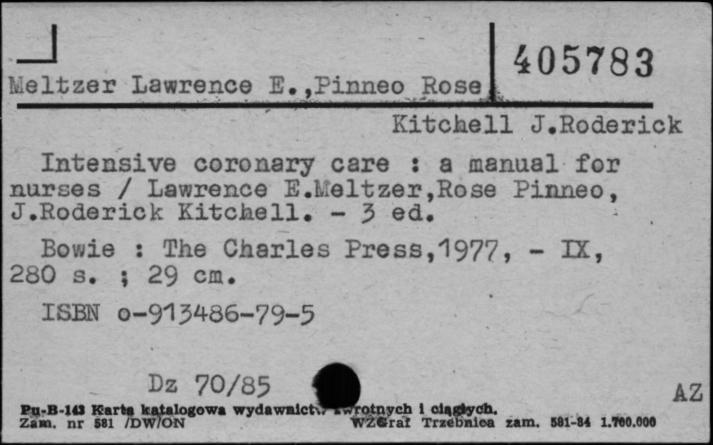 405783
Meltzer Lawrence E.,Pinneo Rose
Kitchell J.Roderick
Intensive coronary care : a manual for
nurses / Lawrence E.Meltzer,Rose Pinneo,
J.Roderick Kitchell. - 3 ed.
Bowie : The Charles Press,1977, - IX,
280 s. ; 29 cm.
ISBN 0-913486-79-5
Dz 70/85
AZ
Pu-B-143 Karta katalogowa wydawnictw zwrotnych i ciągłych.
Zam. nr 581 /DW/ON WZGraf Trzebnica zam. 581-84 1.700.000